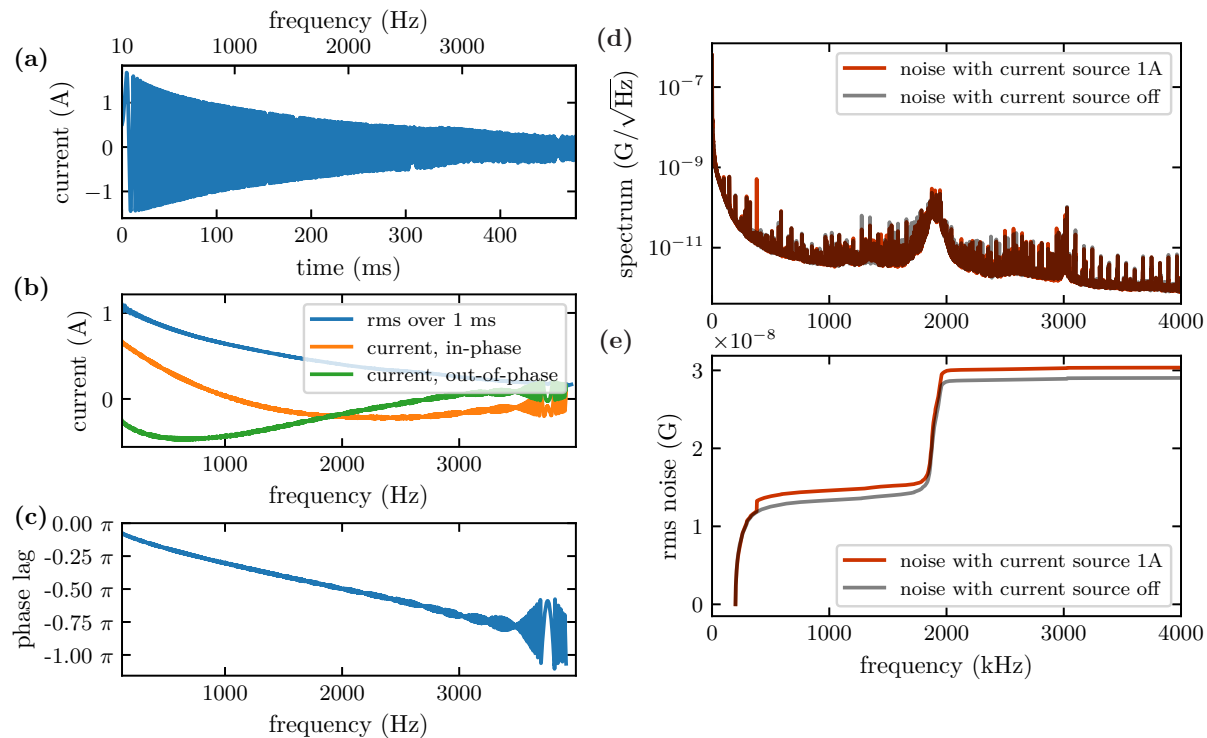 frequency (Hz)
10 1000 2000 3000
(a)
current (A)
1
0
−1
0 100 200 300 400
time (ms)
(b)
current (A)
1
0
rms over 1 ms
current, in-phase
current, out-of-phase
1000 2000 3000
frequency (Hz)
(c)
phase lag
0.00 π
-0.25 π
-0.50 π
-0.75 π
-1.00 π
1000 2000 3000
frequency (Hz)
(d)
spectrum (G/√Hz)
10⁻⁷
10⁻⁹
10⁻¹¹
noise with current source 1A
noise with current source off
0 1000 2000 3000 4000
(e)
×10⁻⁸
rms noise (G)
3
2
1
0
noise with current source 1A
noise with current source off
0 1000 2000 3000 4000
frequency (kHz)